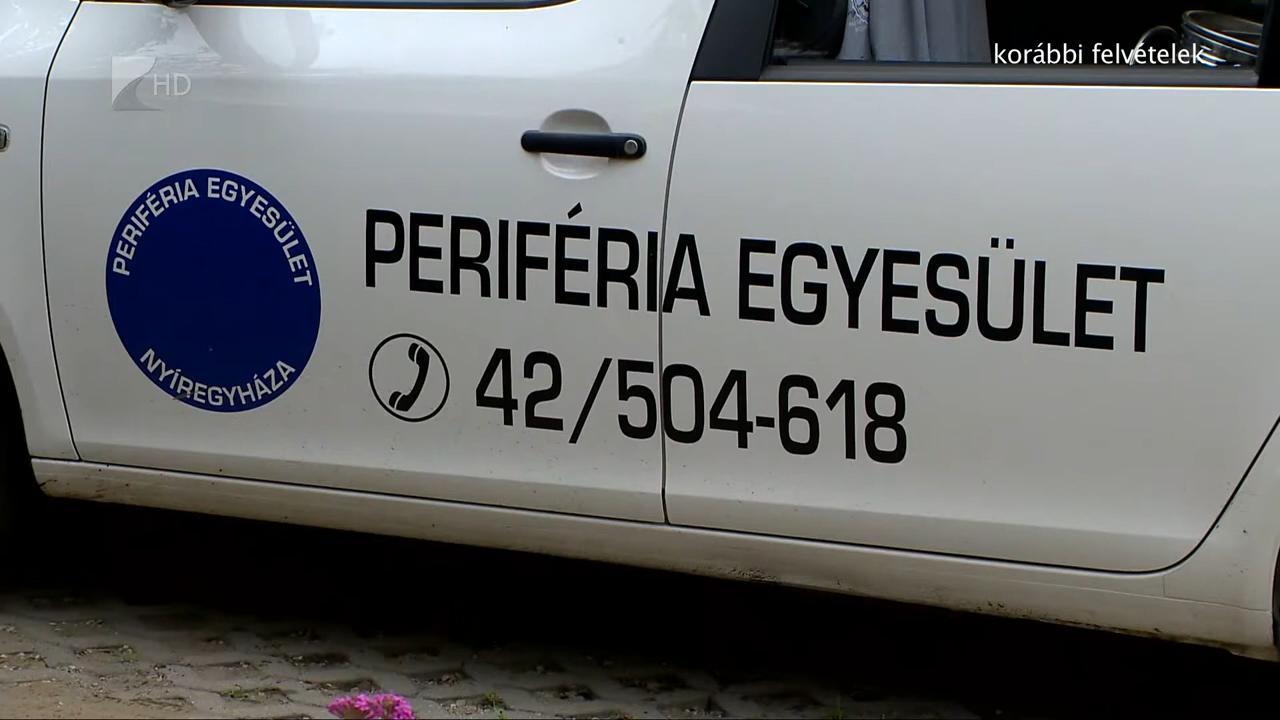 korábbi felvételek
HD
PERIFÉRIA EGYESÜLET
NYÍREGYHÁZA
PERIFÉRIA EGYESÜLET
42/504-618